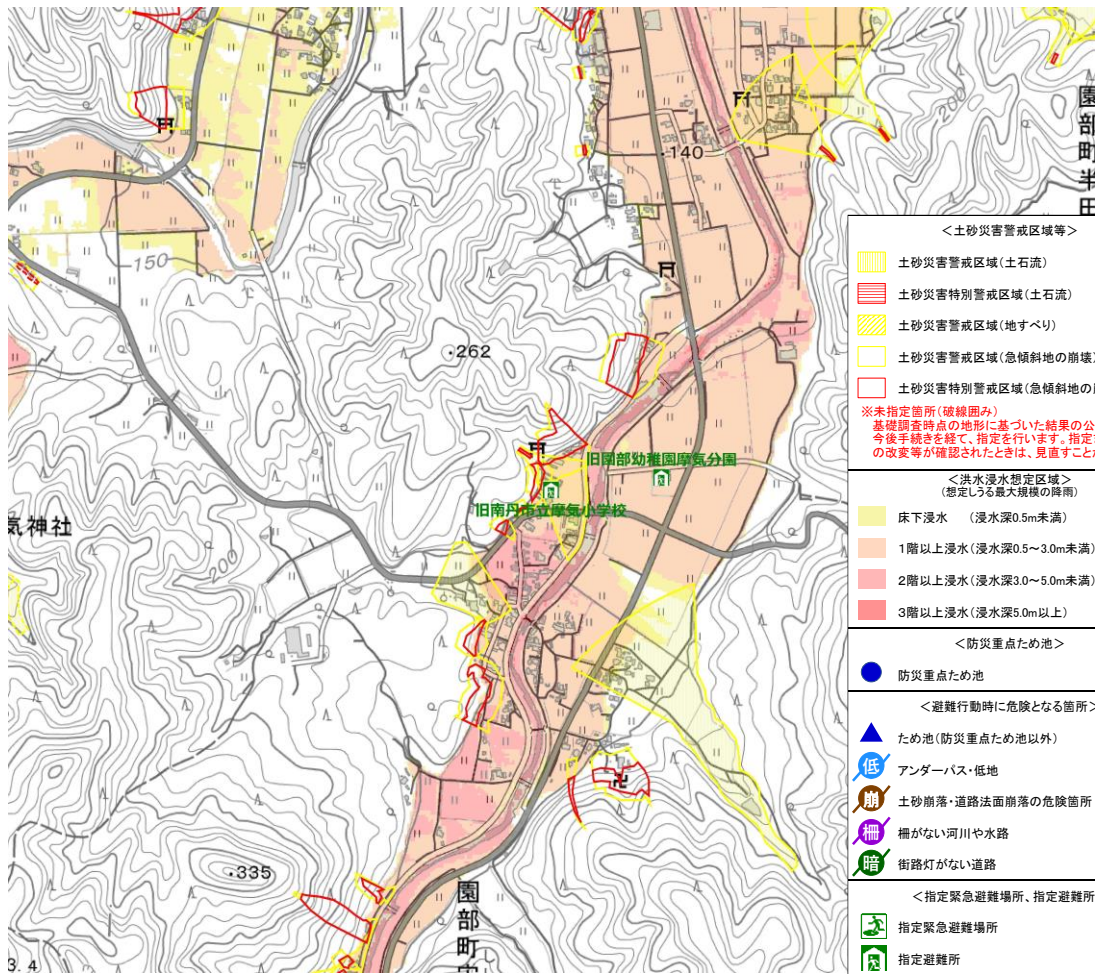 園部町半田
140
150
262
旧園部幼稚園摩気分園
旧南丹市立摩気小学校
気神社
200
200
335
園部町
3.4
＜土砂災害警戒区域等＞
土砂災害警戒区域(土石流)
土砂災害特別警戒区域(土石流)
土砂災害警戒区域(地すべり)
土砂災害警戒区域(急傾斜地の崩壊)
土砂災害特別警戒区域(急傾斜地の
※未指定箇所(破線囲み)
基礎調査時点の地形に基づいた結果の公
今後手続きを経て、指定を行います。指定
の改変等が確認されたときは、見直すこと
＜洪水浸水想定区域＞
(想定しうる最大規模の降雨)
床下浸水　(浸水深0.5m未満)
1階以上浸水(浸水深0.5～3.0m未満)
2階以上浸水(浸水深3.0～5.0m未満)
3階以上浸水(浸水深5.0m以上)
＜防災重点ため池＞
防災重点ため池
＜避難行動時に危険となる箇所＞
ため池(防災重点ため池以外)
低 アンダーパス・低地
崩 土砂崩落・道路法面崩落の危険箇所
柵 柵がない河川や水路
暗 街路灯がない道路
＜指定緊急避難場所、指定避難所
指定緊急避難場所
指定避難所